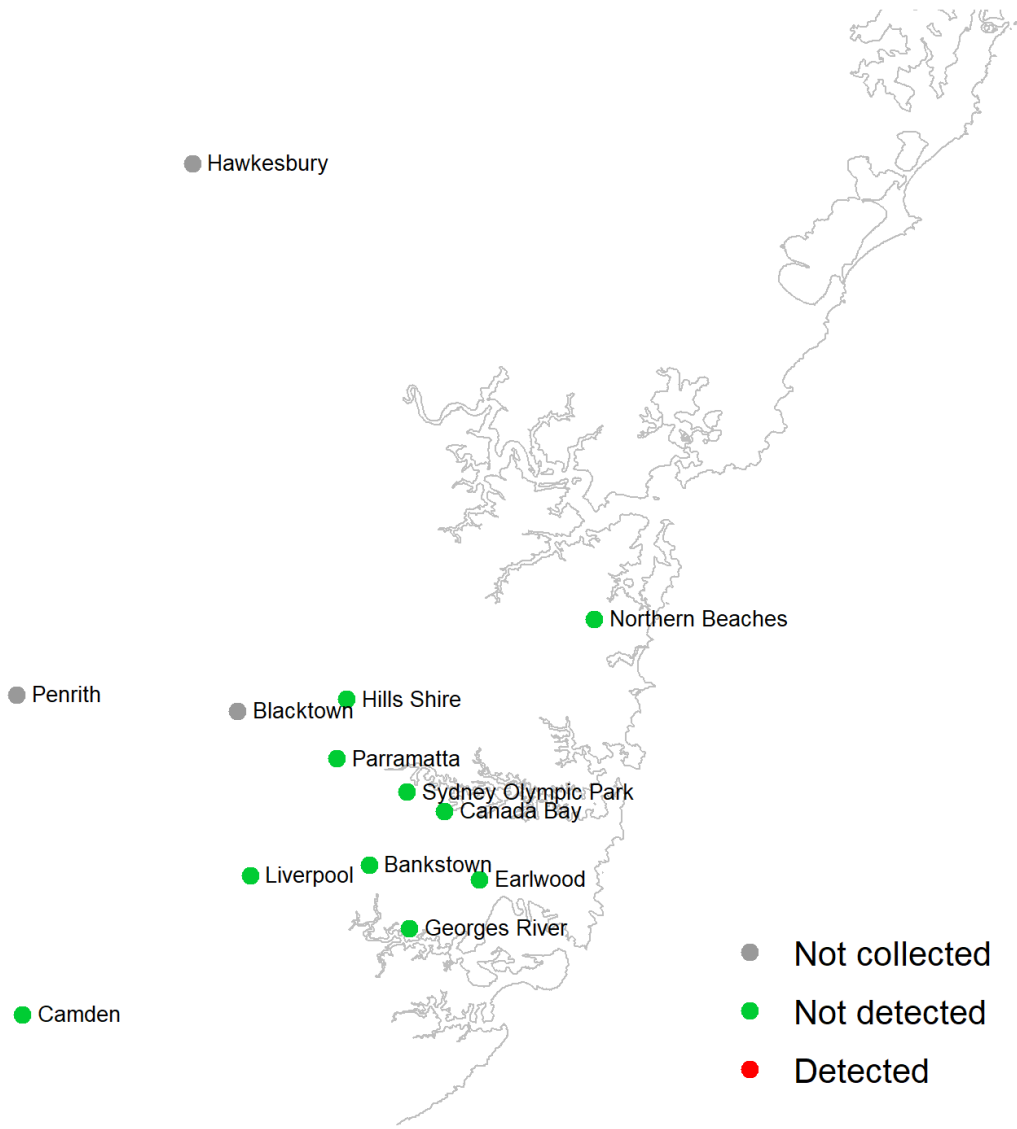 Hawkesbury
Northern Beaches
Penrith
Hills Shire
Blacktown
Parramatta
Sydney Olympic Park
Canada Bay
Bankstown
Liverpool
Earlwood
Georges River
Not collected
Not detected
Camden
Detected